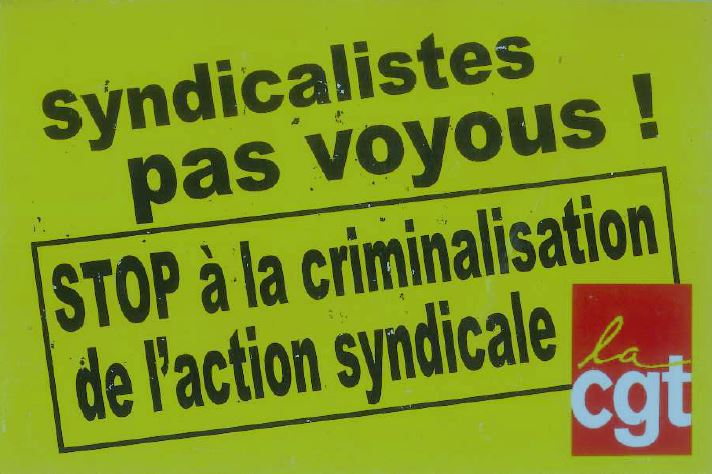 syndicalistes
pas voyous !
STOP à la criminalisation
de l'action syndicale
la
cgt